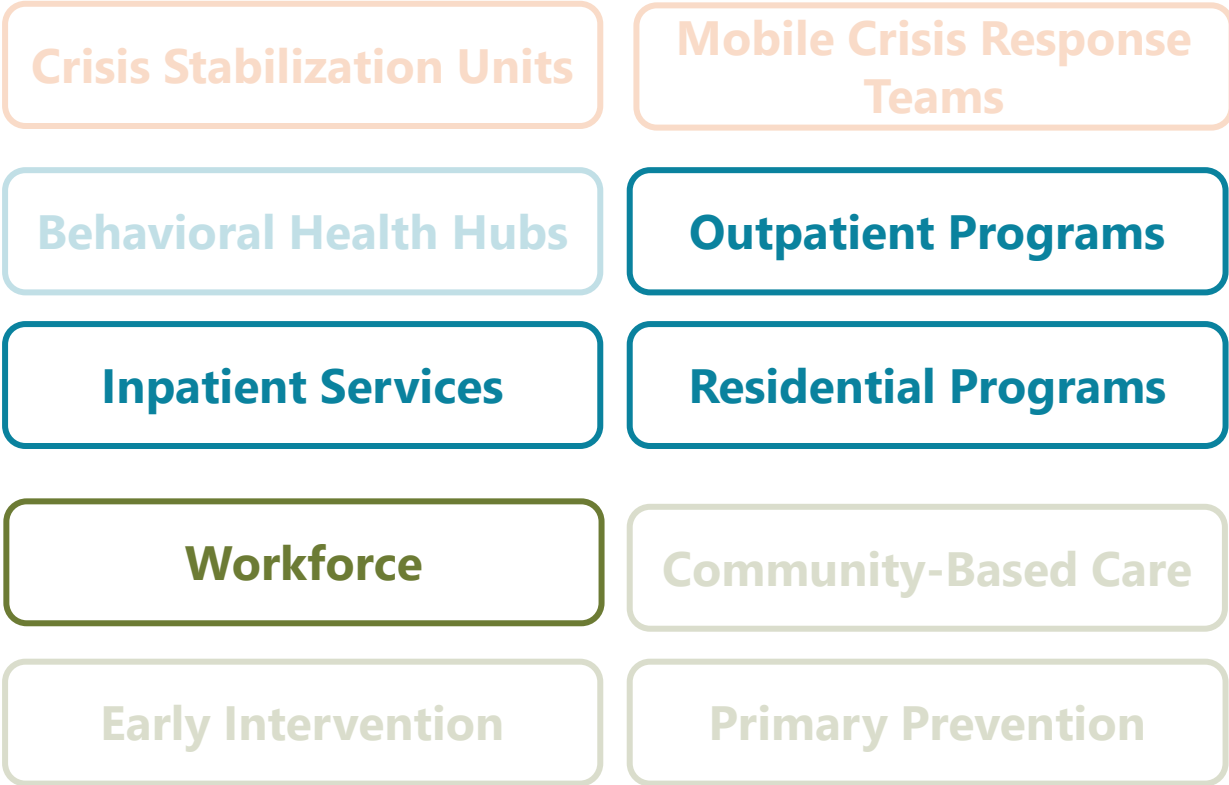 Crisis Stabilization Units
Mobile Crisis Response
Teams
Behavioral Health Hubs
Outpatient Programs
Inpatient Services
Residential Programs
Workforce
Community-Based Care
Early Intervention
Primary Prevention